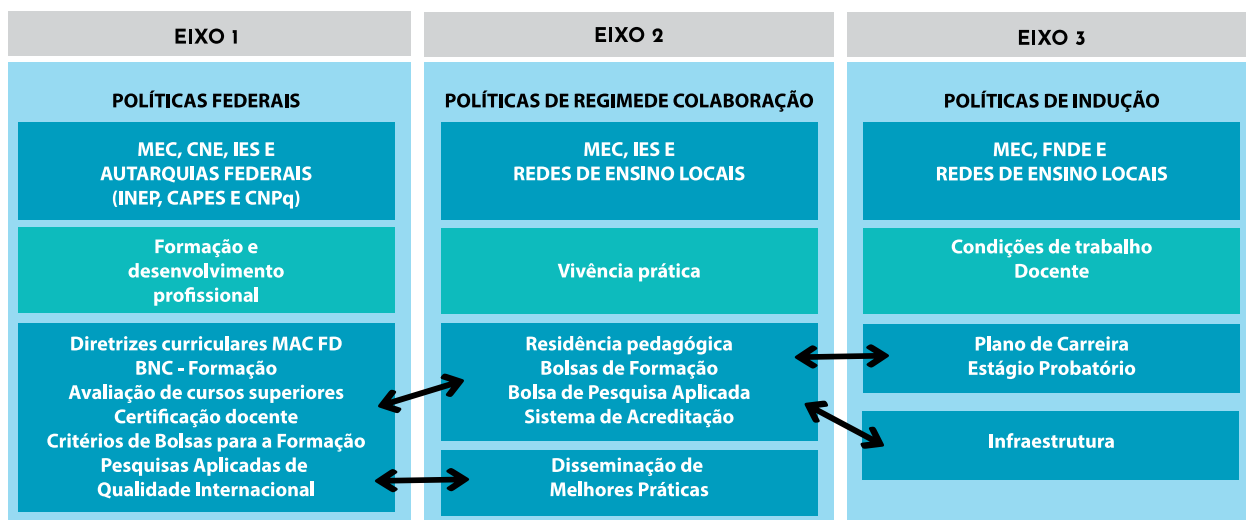 EIXO 1
POLÍTICAS FEDERAIS
MEC, CNE, IES E
AUTARQUIAS FEDERAIS
(INEP, CAPES E CNPq)
Formação e
desenvolvimento
profissional
Diretrizes curriculares MAC FD
BNC - Formação
Avaliação de cursos superiores
Certificação docente
Critérios de Bolsas para a Formação
Pesquisas Aplicadas de
Qualidade Internacional
EIXO 2
POLÍTICAS DE REGIMEDE COLABORAÇÃO
MEC, IES E
REDES DE ENSINO LOCAIS
Vivência prática
Residência pedagógica
Bolsas de Formação
Bolsa de Pesquisa Aplicada
Sistema de Acreditação
Disseminação de
Melhores Práticas
EIXO 3
POLÍTICAS DE INDUÇÃO
MEC, FNDE E
REDES DE ENSINO LOCAIS
Condições de trabalho
Docente
Plano de Carreira
Estágio Probatório
Infraestrutura